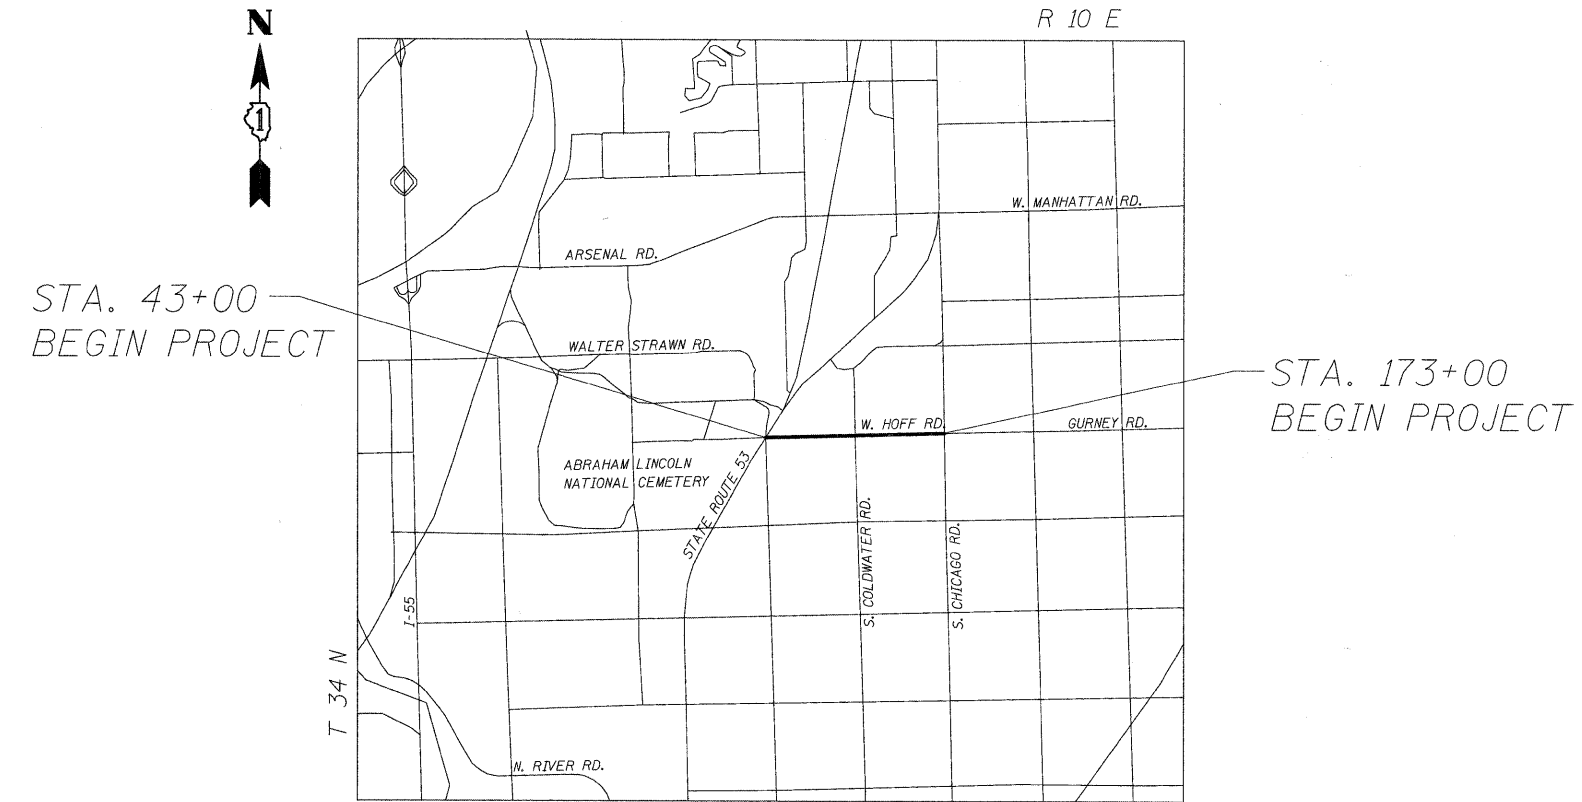 N
R 10 E
1
W. MANHATTAN RD.
ARSENAL RD.
STA. 43+00
BEGIN PROJECT
WALTER STRAWN RD.
STA. 173+00
BEGIN PROJECT
W. HOFF RD.
GURNEY RD.
ABRAHAM LINCOLN
NATIONAL CEMETERY
STATE ROUTE 53
S. COLDWATER RD.
S. CHICAGO RD.
I-55
T 34 N
N. RIVER RD.